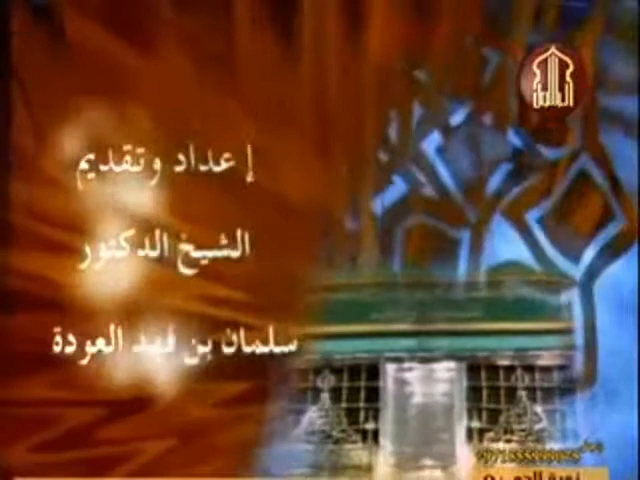 إعداد وتقديم
الشيخ الدكتور
سلمان بن فهد العودة